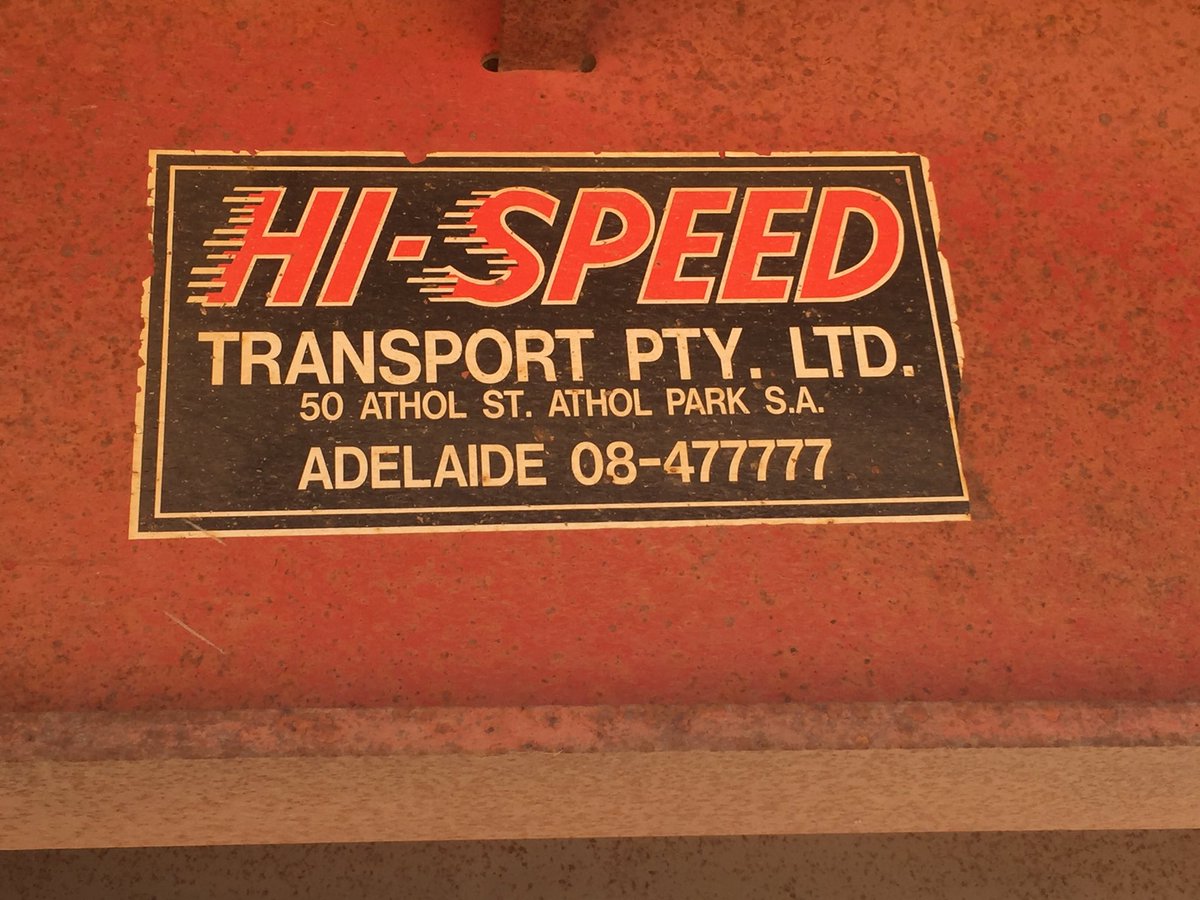 HI-SPEED
TRANSPORT PTY. LTD.
50 ATHOL ST. ATHOL PARK S.A.
ADELAIDE 08-477777